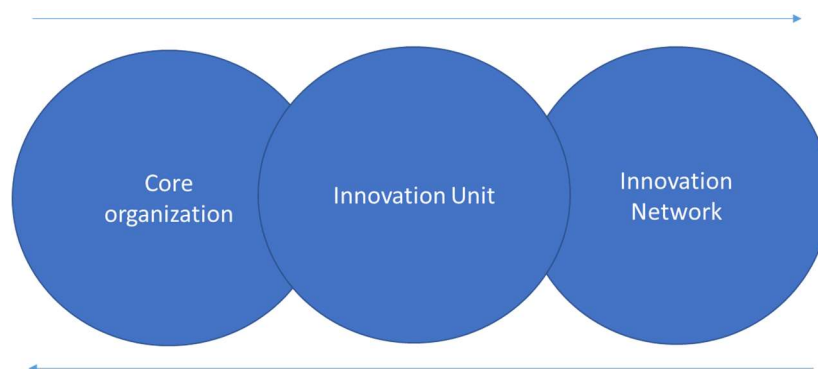 Core
organization
Innovation Unit
Innovation
Network